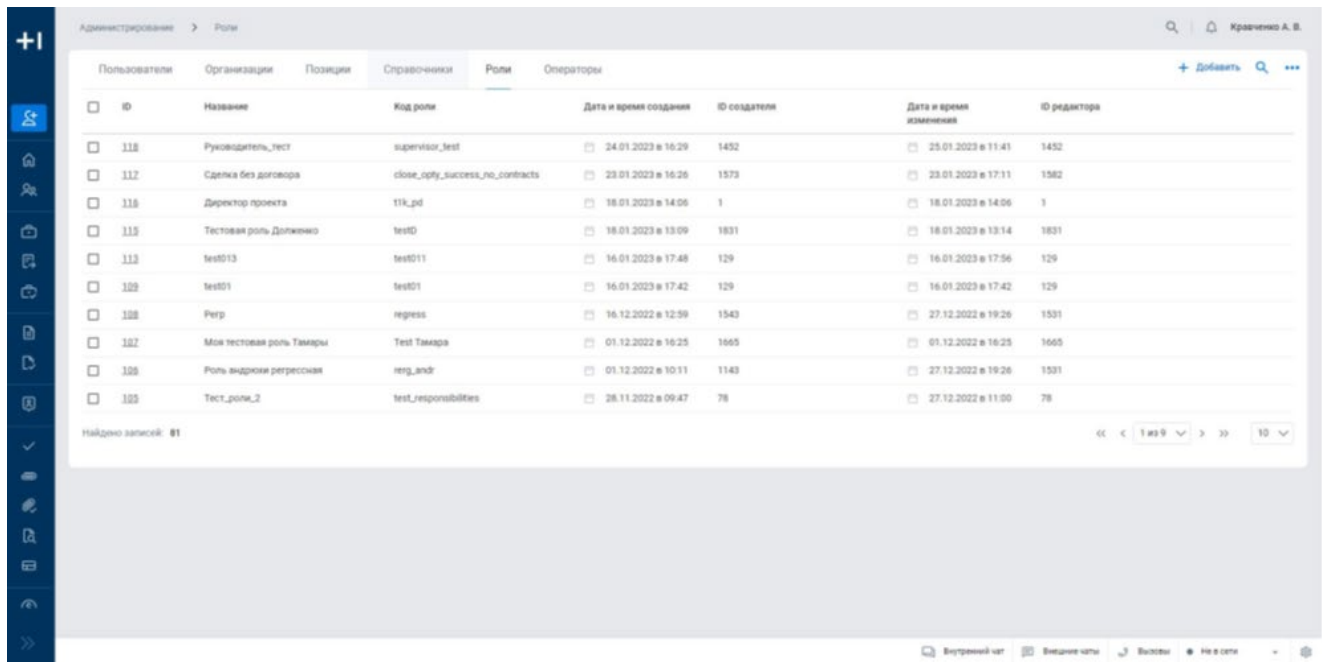 Администрирование > Роли Кравченко А. В.
Пользователи Организации Позиции Справочники Роли Операторы + Добавить
ID Название Код роли Дата и время создания ID создателя Дата и время изменения ID редактора
118 Руководитель_тест supervisor_test 24.01.2023 в 16:29 1452 25.01.2023 в 11:41 1452
117 Сделка без договора close_opty_success_no_contracts 23.01.2023 в 16:26 1573 23.01.2023 в 17:11 1582
116 Директор проекта t1k_pd 18.01.2023 в 14:06 1 18.01.2023 в 14:06 1
115 Тестовая роль Долженко testD 18.01.2023 в 13:09 1831 18.01.2023 в 13:14 1831
113 test013 test011 16.01.2023 в 17:48 129 16.01.2023 в 17:56 129
109 test01 test01 16.01.2023 в 17:42 129 16.01.2023 в 17:42 129
108 Регр regress 16.12.2022 в 12:59 1543 27.12.2022 в 19:26 1531
107 Моя тестовая роль Тамары Test Тамара 01.12.2022 в 16:25 1665 01.12.2022 в 16:25 1665
106 Роль андрюхи регрессная rerg_andr 01.12.2022 в 10:11 1143 27.12.2022 в 19:26 1531
105 Тест_роли_2 test_responsibilities 28.11.2022 в 09:47 78 27.12.2022 в 11:00 78
Найдено записей: 81 1 из 9 10
Внутренний чат Внешние чаты Вызовы Не в сети